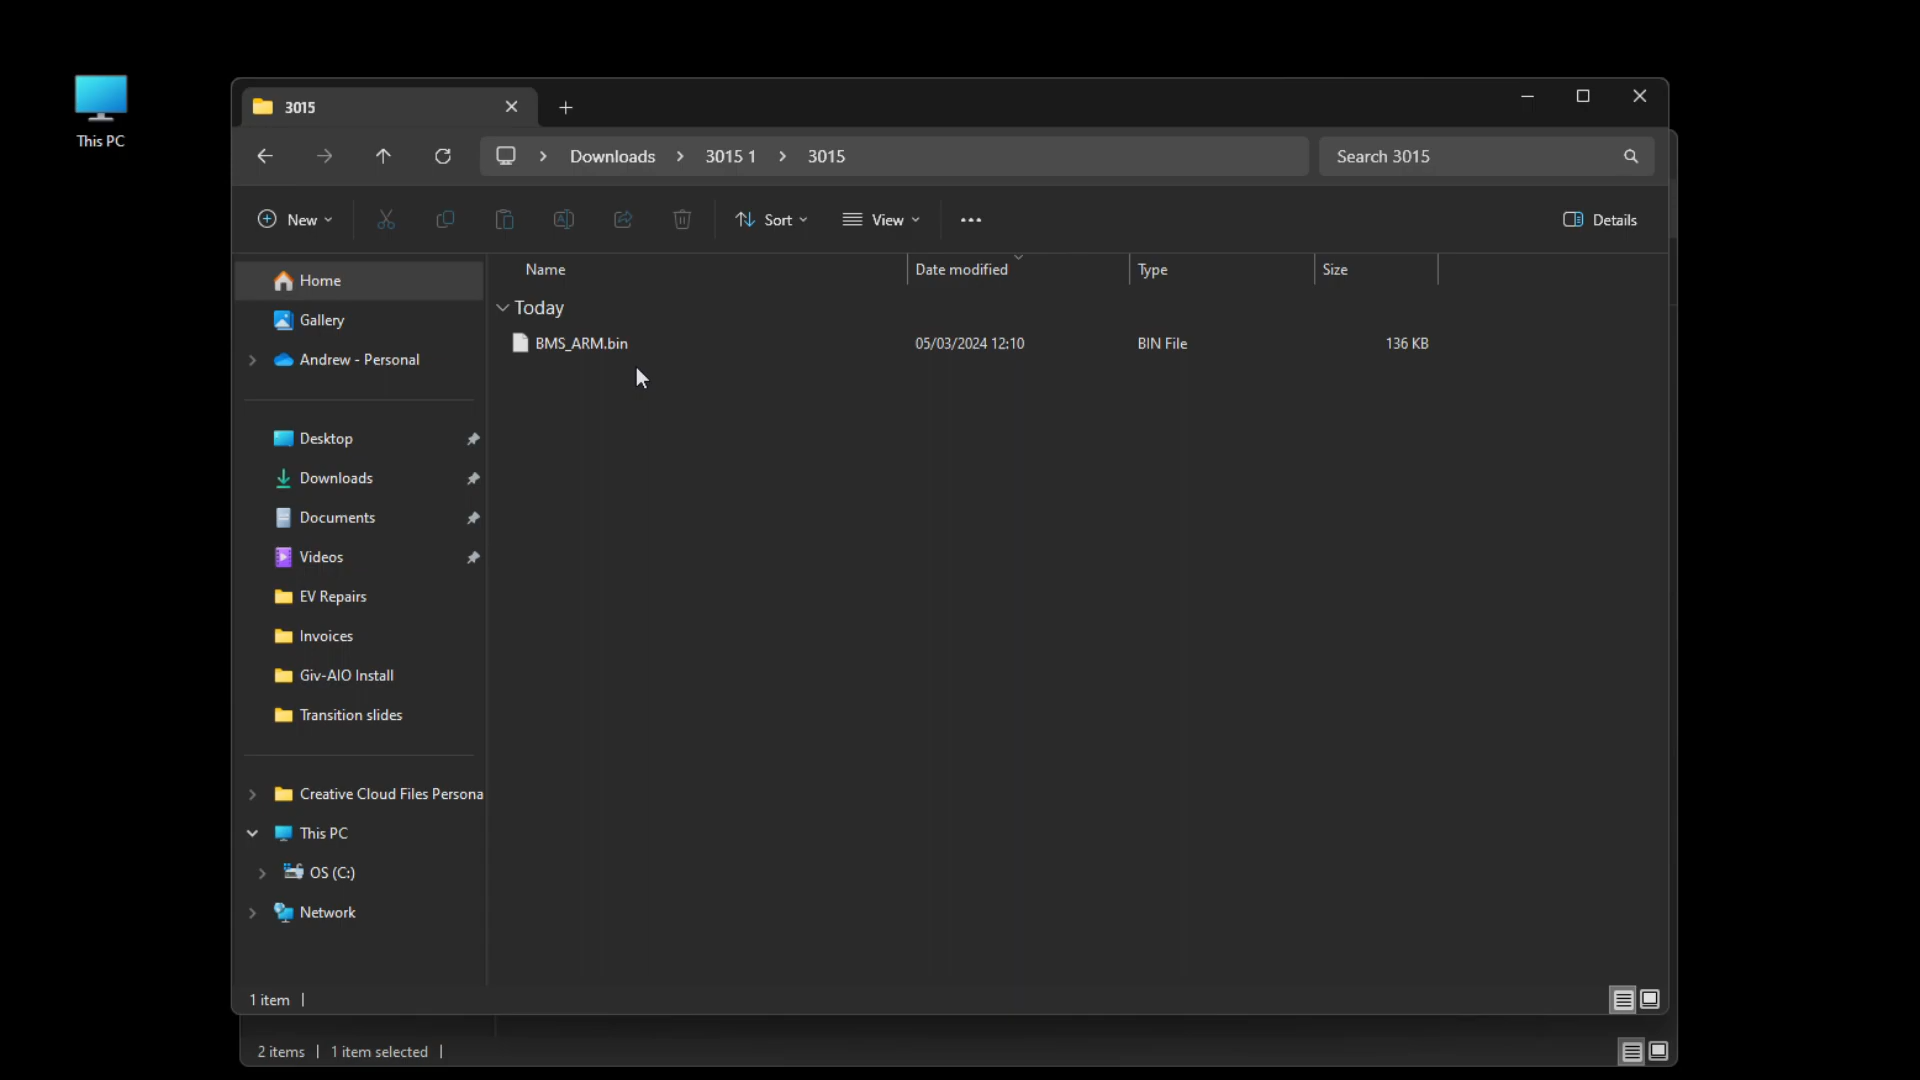 This PC
3015
Downloads > 3015 1 > 3015
Search 3015
New
Sort
View
Details
Name Date modified Type Size
Today
BMS_ARM.bin 05/03/2024 12:10 BIN File 136 KB
Home
Gallery
Andrew - Personal
Desktop
Downloads
Documents
Videos
EV Repairs
Invoices
Giv-AIO Install
Transition slides
Creative Cloud Files Persona
This PC
OS (C:)
Network
1 item
2 items 1 item selected